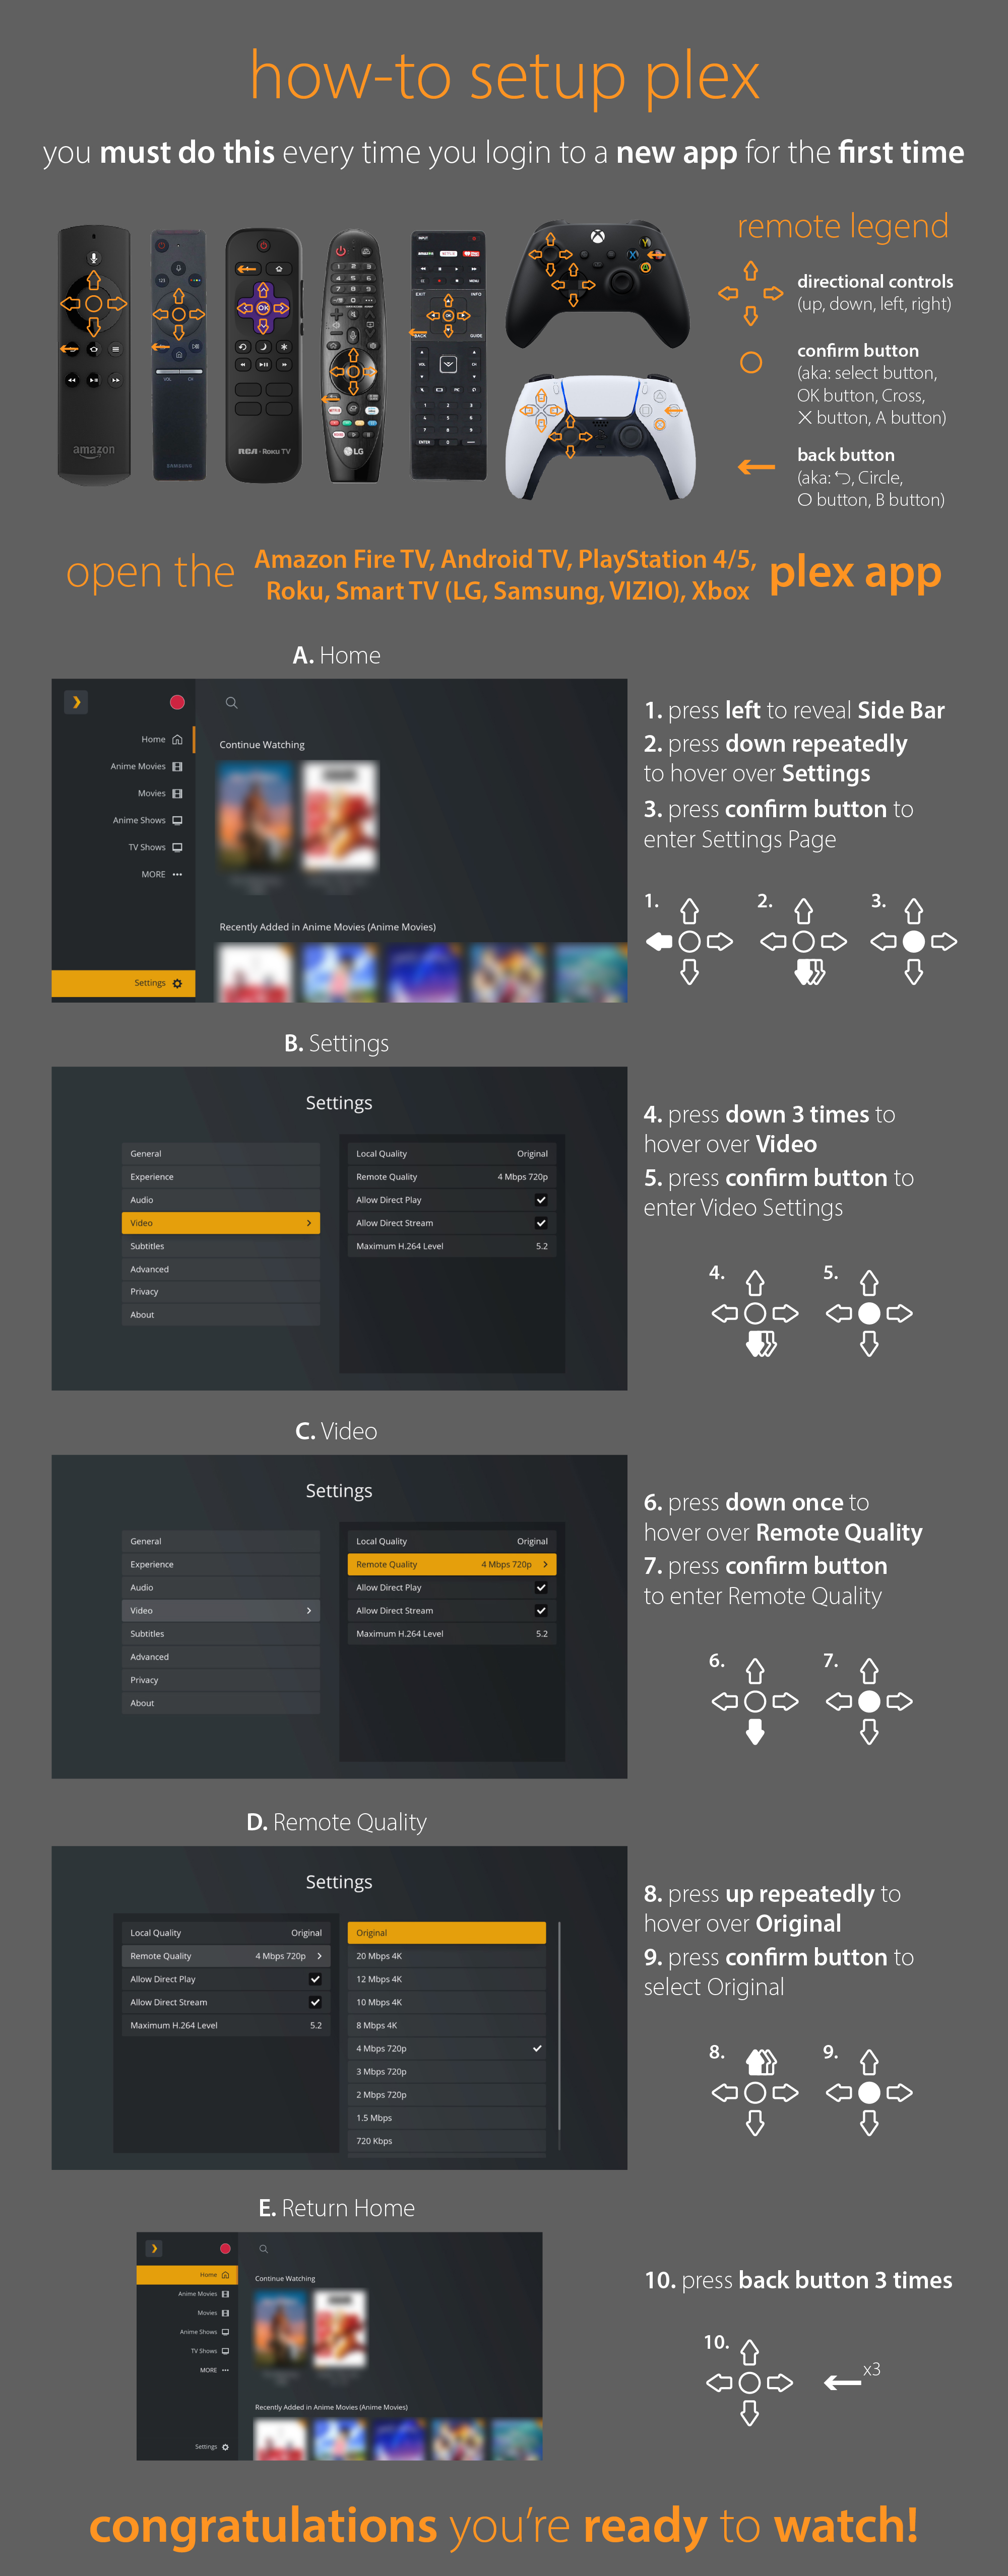 how-to setup plex
you must do this every time you login to a new app for the first time
remote legend
directional controls
(up, down, left, right)
confirm button
(aka: select button,
OK button, Cross,
X button, A button)
back button
(aka: ⮌, Circle,
O button, B button)
amazon
SAMSUNG
RCA · Roku TV
LG
INPUT
EXIT
INFO
BACK
GUIDE
VOL
CH
OK
open the
Amazon Fire TV, Android TV, PlayStation 4/5,
Roku, Smart TV (LG, Samsung, VIZIO), Xbox
plex app
A. Home
Home
Anime Movies
Movies
Anime Shows
TV Shows
MORE
Settings
Continue Watching
Recently Added in Anime Movies (Anime Movies)
1. press left to reveal Side Bar
2. press down repeatedly
to hover over Settings
3. press confirm button to
enter Settings Page
1.
2.
3.
B. Settings
Settings
General
Experience
Audio
Video
Subtitles
Advanced
Privacy
About
Local Quality Original
Remote Quality 4 Mbps 720p
Allow Direct Play
Allow Direct Stream
Maximum H.264 Level 5.2
4. press down 3 times to
hover over Video
5. press confirm button to
enter Video Settings
4.
5.
C. Video
Settings
General
Experience
Audio
Video
Subtitles
Advanced
Privacy
About
Local Quality Original
Remote Quality 4 Mbps 720p
Allow Direct Play
Allow Direct Stream
Maximum H.264 Level 5.2
6. press down once to
hover over Remote Quality
7. press confirm button
to enter Remote Quality
6.
7.
D. Remote Quality
Settings
Local Quality Original
Remote Quality 4 Mbps 720p
Allow Direct Play
Allow Direct Stream
Maximum H.264 Level 5.2
Original
20 Mbps 4K
12 Mbps 4K
10 Mbps 4K
8 Mbps 4K
4 Mbps 720p
3 Mbps 720p
2 Mbps 720p
1.5 Mbps
720 Kbps
8. press up repeatedly to
hover over Original
9. press confirm button to
select Original
8.
9.
E. Return Home
Home
Anime Movies
Movies
Anime Shows
TV Shows
MORE
Settings
Continue Watching
Recently Added in Anime Movies (Anime Movies)
10. press back button 3 times
10.
x3
congratulations you're ready to watch!